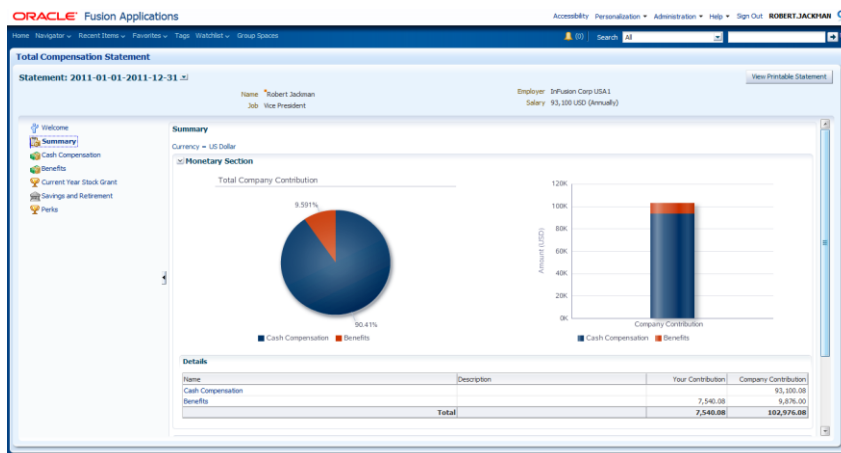 ORACLE Fusion Applications
Accessibility Personalization Administration Help Sign Out ROBERT.JACKMAN
Home Navigator Recent Items Favorites Tags Watchlist Group Spaces (0) Search All
Total Compensation Statement
Statement: 2011-01-01-2011-12-31
View Printable Statement
Name Robert Jackman
Employer InFusion Corp USA1
Job Vice President
Salary 93,100 USD (Annually)
Welcome
Summary
Cash Compensation
Benefits
Current Year Stock Grant
Savings and Retirement
Perks
Summary
Currency = US Dollar
Monetary Section
Total Company Contribution
9.591%
90.41%
Cash Compensation Benefits
120K
100K
80K
60K
40K
20K
0K
Amount (USD)
Company Contribution
Cash Compensation Benefits
Details
Name Description Your Contribution Company Contribution
Cash Compensation 93,100.08
Benefits 7,540.08 9,876.00
Total 7,540.08 102,976.08